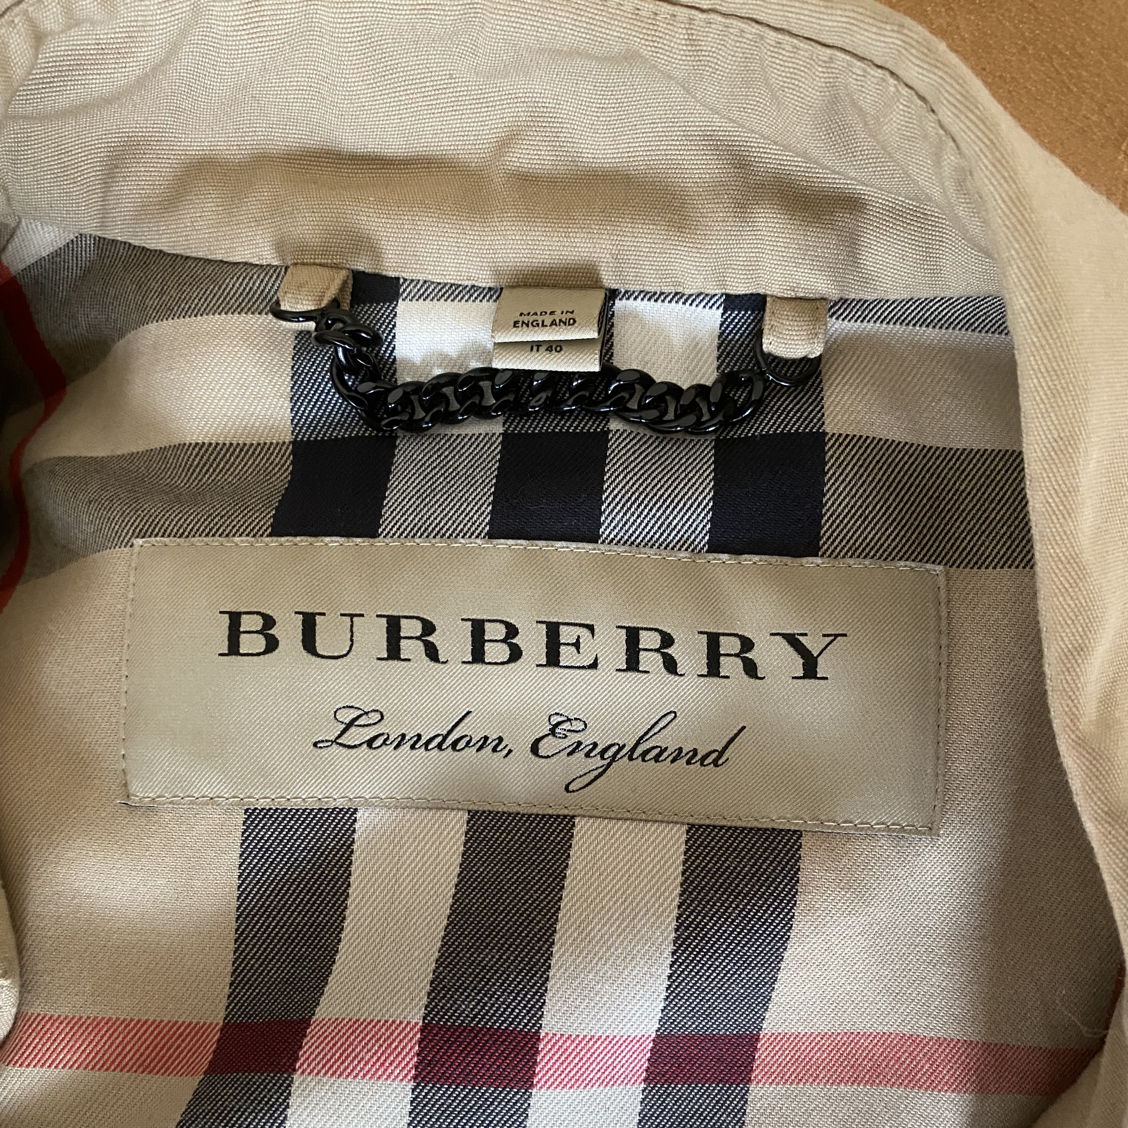 MADE IN
ENGLAND
IT 40
BURBERRY
London, England